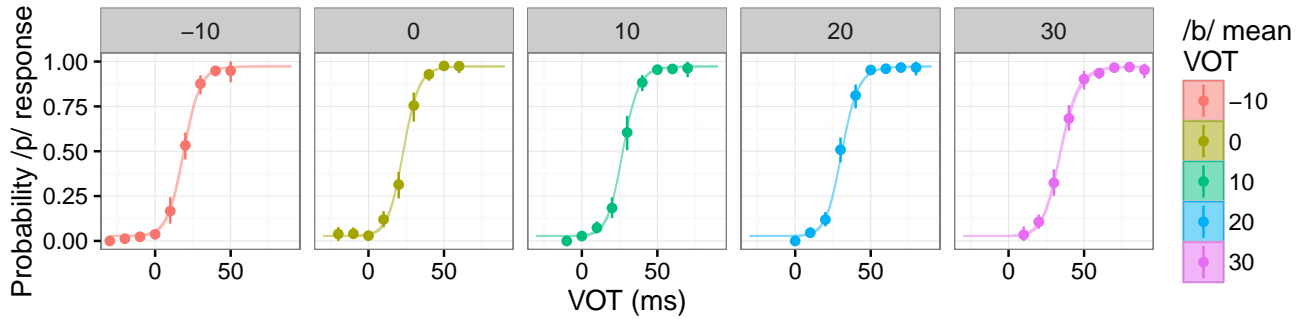 −10 0 10 20 30
Probability /p/ response
1.00
0.75
0.50
0.25
0.00
0 50 0 50 0 50 0 50 0 50
VOT (ms)
/b/ mean
VOT
−10
0
10
20
30